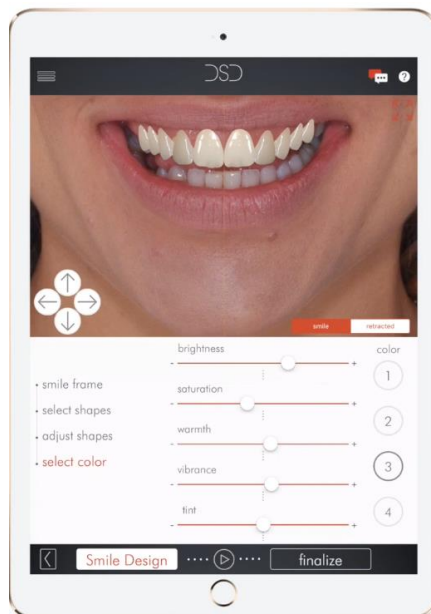 DSD
?
smile retracted
brightness
color
- +
1
• smile frame
saturation
- +
2
• select shapes
warmth
- +
• adjust shapes
3
• select color
vibrance
- +
tint
- +
4
Smile Design
finalize